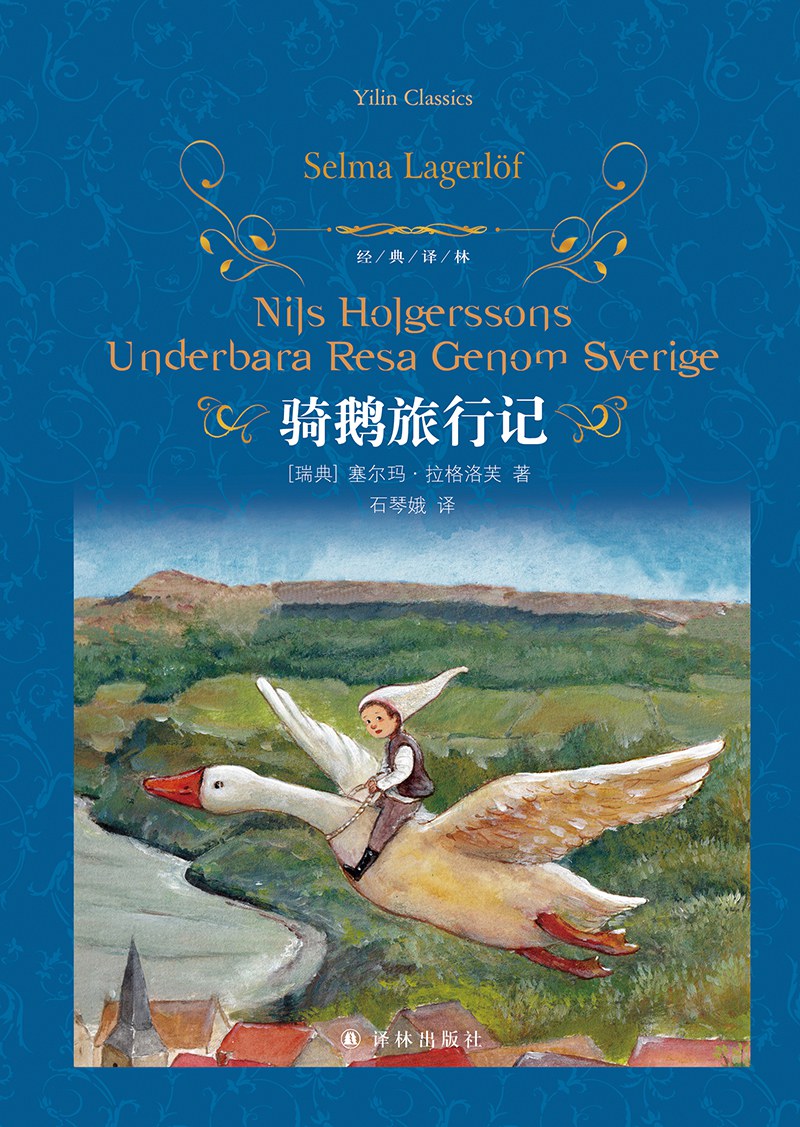 Yilin Classics
Selma Lagerlöf
经/典/译/林
Nils Holgerssons
Underbara Resa Genom Sverige
骑鹅旅行记
[瑞典] 塞尔玛·拉格洛芙 著
石琴娥 译
译林出版社